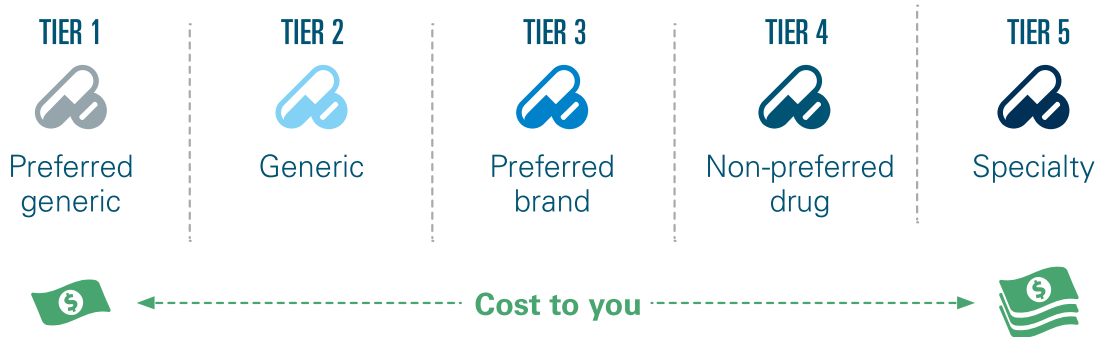 TIER 1
Preferred
generic
TIER 2
Generic
TIER 3
Preferred
brand
TIER 4
Non-preferred
drug
TIER 5
Specialty
$
Cost to you
$